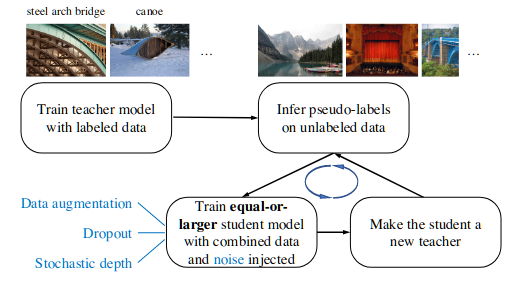 steel arch bridge
canoe
...
...
Train teacher model
with labeled data
Infer pseudo-labels
on unlabeled data
Data augmentation
Dropout
Stochastic depth
Train equal-or-
larger student model
with combined data
and noise injected
Make the student a
new teacher